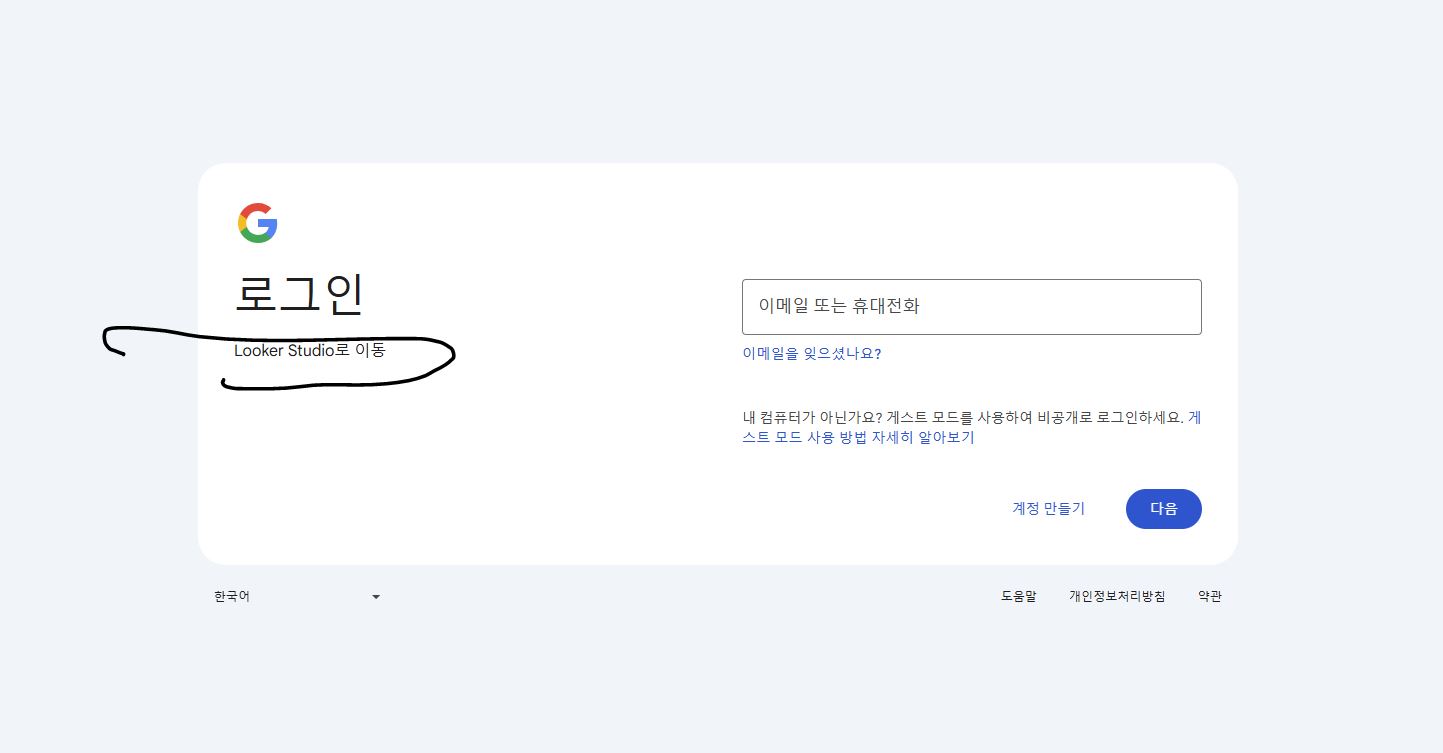 로그인
Looker Studio로 이동
이메일 또는 휴대전화
이메일을 잊으셨나요?
내 컴퓨터가 아닌가요? 게스트 모드를 사용하여 비공개로 로그인하세요. 게
스트 모드 사용 방법 자세히 알아보기
계정 만들기
다음
한국어
도움말
개인정보처리방침
약관